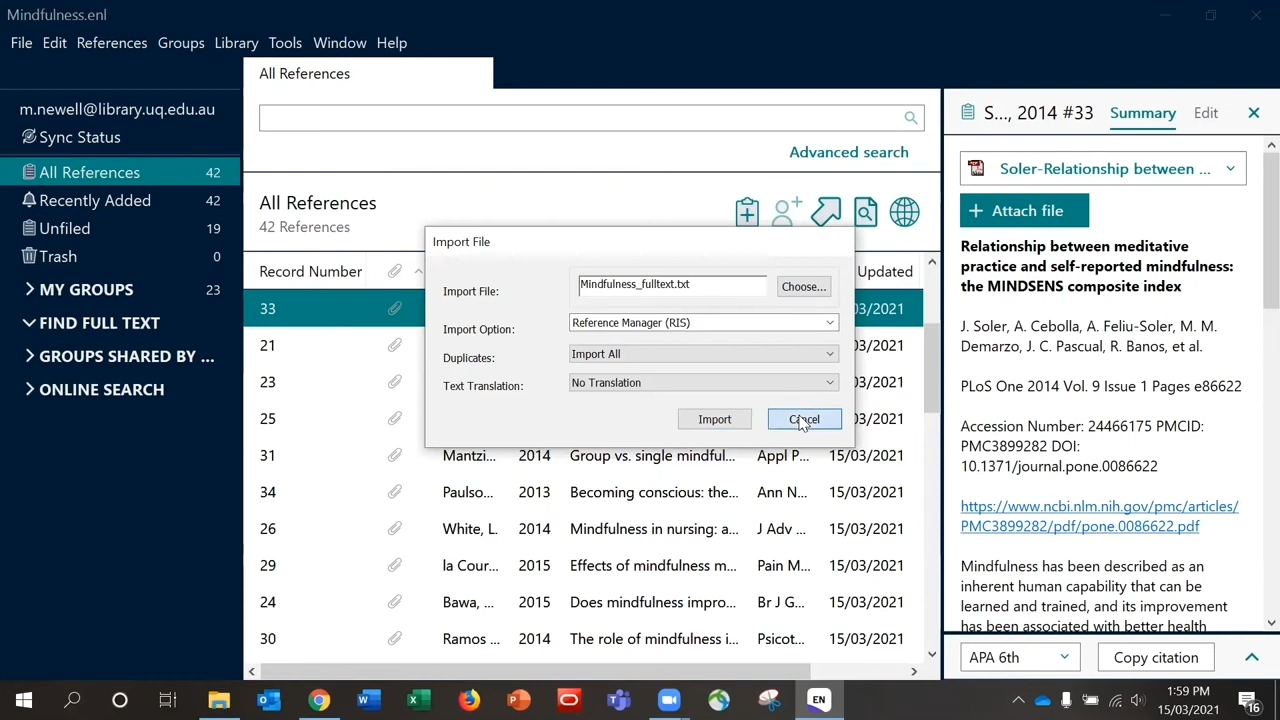 Mindfulness.enl
File Edit References Groups Library Tools Window Help
m.newell@library.uq.edu.au
Sync Status
All References 42
Recently Added 42
Unfiled 19
Trash 0
MY GROUPS 23
FIND FULL TEXT
GROUPS SHARED BY ...
ONLINE SEARCH
All References
Advanced search
All References
42 References
Record Number Updated
33 03/2021
21 03/2021
23 03/2021
25 03/2021
31 Mantzi... 2014 Group vs. single mindful... Appl P... 15/03/2021
34 Paulso... 2013 Becoming conscious: the... Ann N... 15/03/2021
26 White, L. 2014 Mindfulness in nursing: a... J Adv ... 15/03/2021
29 la Cour... 2015 Effects of mindfulness m... Pain M... 15/03/2021
24 Bawa, ... 2015 Does mindfulness impro... Br J G... 15/03/2021
30 Ramos ... 2014 The role of mindfulness i... Psicot... 15/03/2021
Import File
Import File: Mindfulness_fulltext.txt Choose...
Import Option: Reference Manager (RIS)
Duplicates: Import All
Text Translation: No Translation
Import Cancel
S..., 2014 #33 Summary Edit
Soler-Relationship between ...
+ Attach file
Relationship between meditative
practice and self-reported mindfulness:
the MINDSENS composite index
J. Soler, A. Cebolla, A. Feliu-Soler, M. M.
Demarzo, J. C. Pascual, R. Banos, et al.
PLoS One 2014 Vol. 9 Issue 1 Pages e86622
Accession Number: 24466175 PMCID:
PMC3899282 DOI:
10.1371/journal.pone.0086622
https://www.ncbi.nlm.nih.gov/pmc/articles/
PMC3899282/pdf/pone.0086622.pdf
Mindfulness has been described as an
inherent human capability that can be
learned and trained, and its improvement
has been associated with better health
APA 6th Copy citation
EN
1:59 PM
15/03/2021
16